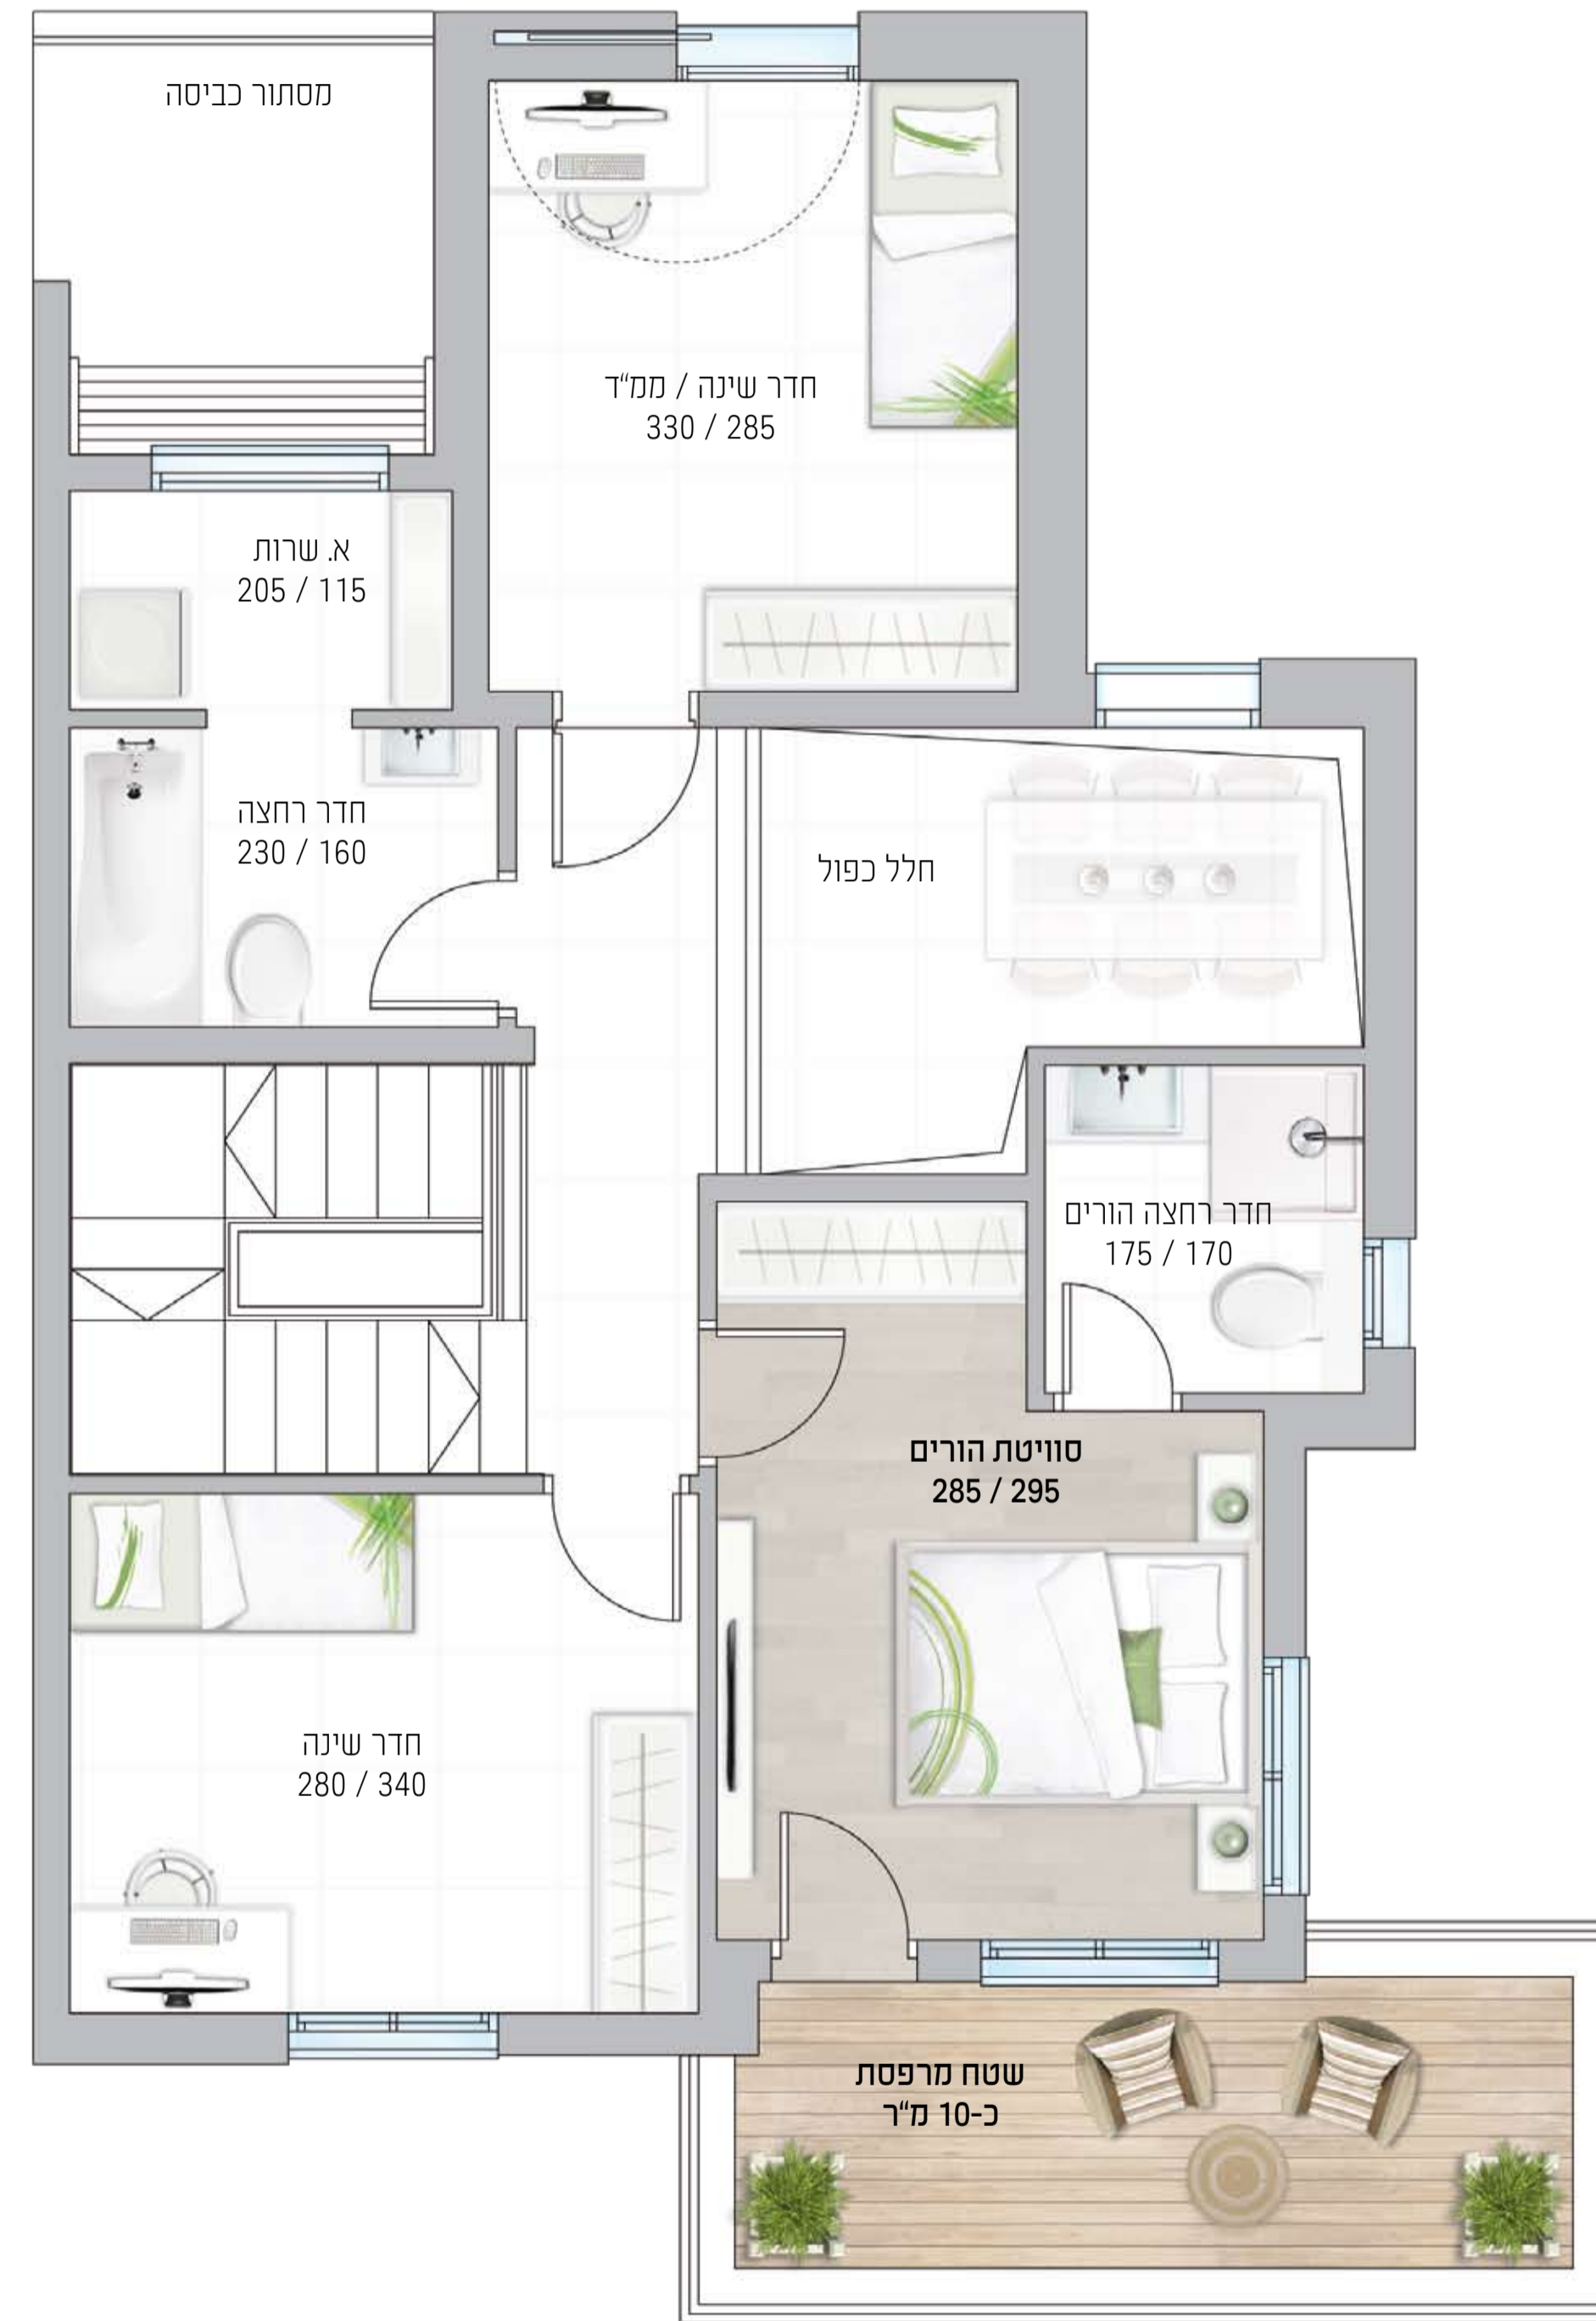 מסתור כביסה
חדר שינה / ממ"ד
330 / 285
א. שרות
205 / 115
חדר רחצה
230 / 160
חלל כפול
חדר רחצה הורים
175 / 170
סוויטת הורים
285 / 295
חדר שינה
280 / 340
שטח מרפסת
כ-10 מ"ר